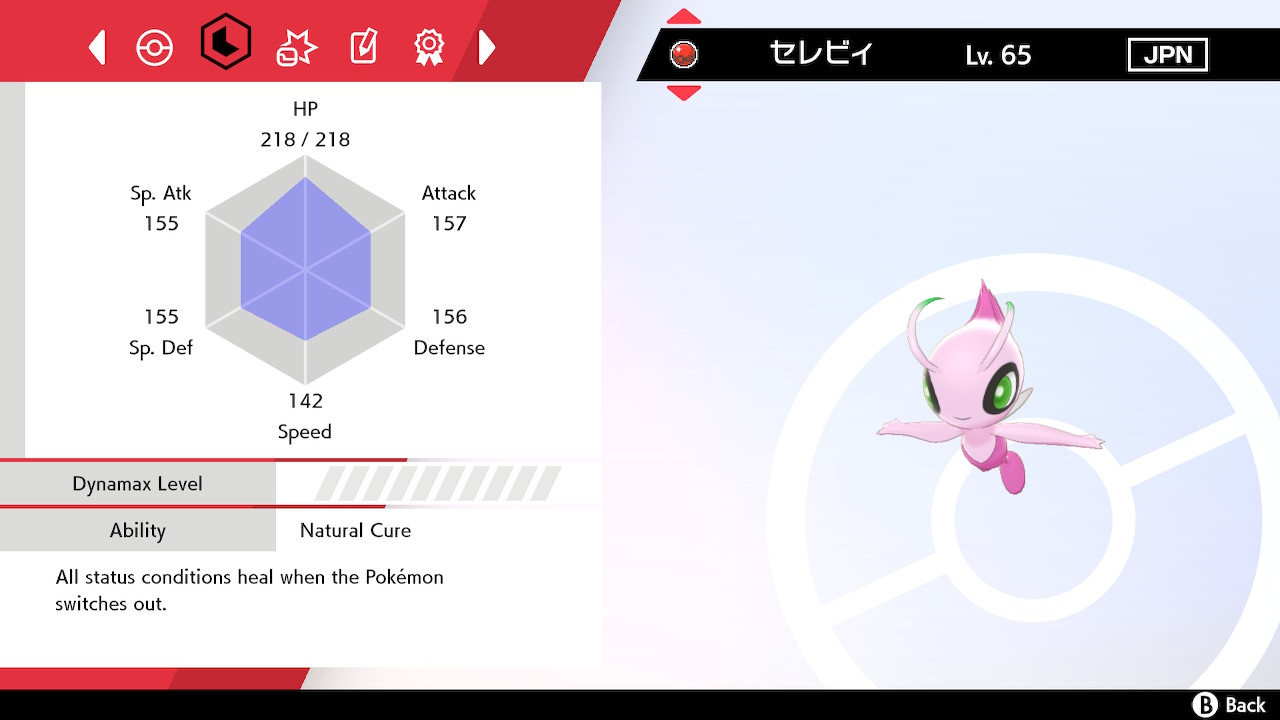 セレビィ Lv. 65 JPN
HP
218 / 218
Sp. Atk
155
Attack
157
155
Sp. Def
156
Defense
142
Speed
Dynamax Level
Ability Natural Cure
All status conditions heal when the Pokémon
switches out.
B Back